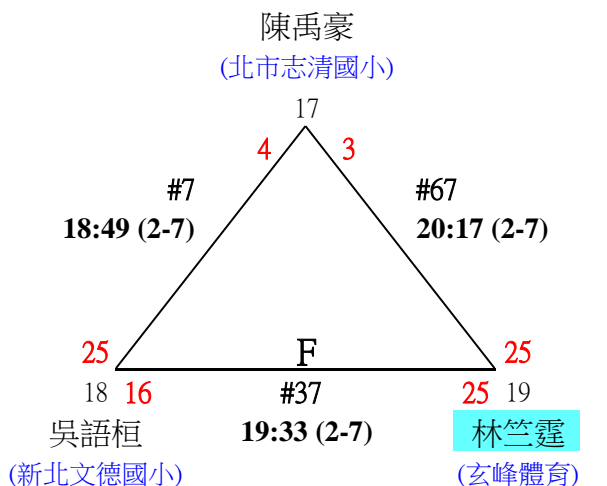 陳禹豪
(北市志清國小)
17
4 3
#7 #67
18:49 (2-7) 20:17 (2-7)
25 F 25
18 16 #37 25 19
吳語桓 19:33 (2-7) 林竺霆
(新北文德國小) (玄峰體育)